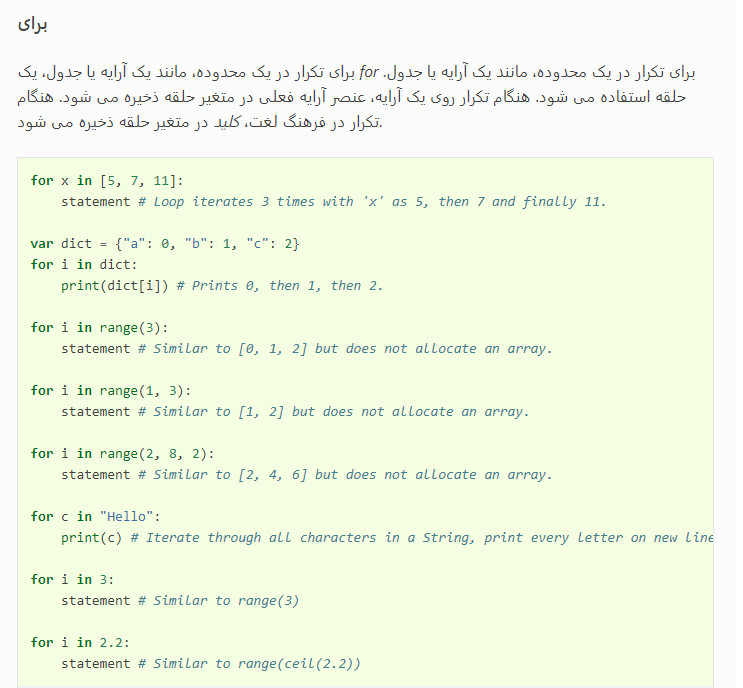 برای
برای تکرار در یک محدوده، مانند یک آرایه یا جدول. for برای تکرار در یک محدوده، مانند یک آرایه یا جدول، یک
حلقه استفاده می شود. هنگام تکرار روی یک آرایه، عنصر آرایه فعلی در متغیر حلقه ذخیره می شود. هنگام
تکرار در فرهنگ لغت، کلید در متغیر حلقه ذخیره می شود.
for x in [5, 7, 11]:
    statement # Loop iterates 3 times with 'x' as 5, then 7 and finally 11.
var dict = {"a": 0, "b": 1, "c": 2}
for i in dict:
    print(dict[i]) # Prints 0, then 1, then 2.
for i in range(3):
    statement # Similar to [0, 1, 2] but does not allocate an array.
for i in range(1, 3):
    statement # Similar to [1, 2] but does not allocate an array.
for i in range(2, 8, 2):
    statement # Similar to [2, 4, 6] but does not allocate an array.
for c in "Hello":
    print(c) # Iterate through all characters in a String, print every letter on new line
for i in 3:
    statement # Similar to range(3)
for i in 2.2:
    statement # Similar to range(ceil(2.2))